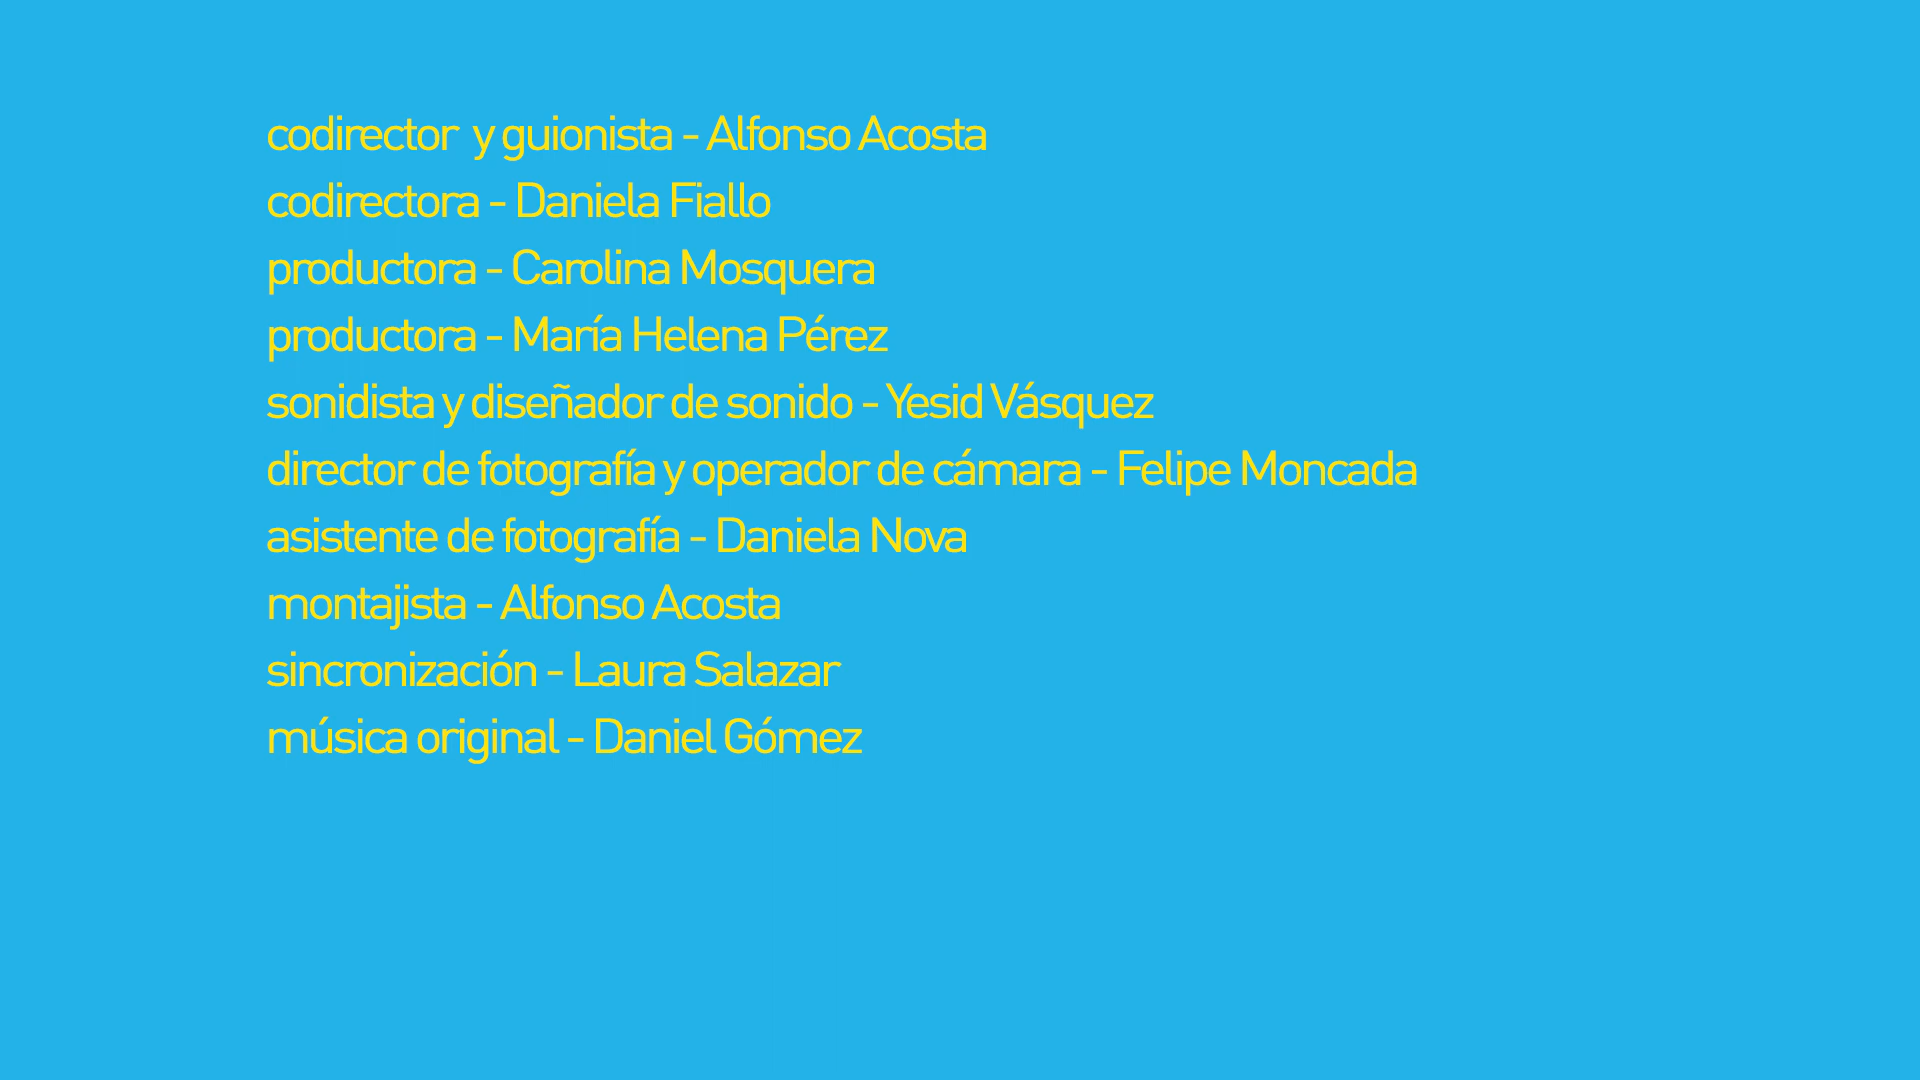 codirector y guionista - Alfonso Acosta
codirectora - Daniela Fiallo
productora - Carolina Mosquera
productora - María Helena Pérez
sonidista y diseñador de sonido - Yesid Vásquez
director de fotografía y operador de cámara - Felipe Moncada
asistente de fotografía - Daniela Nova
montajista - Alfonso Acosta
sincronización - Laura Salazar
música original - Daniel Gómez